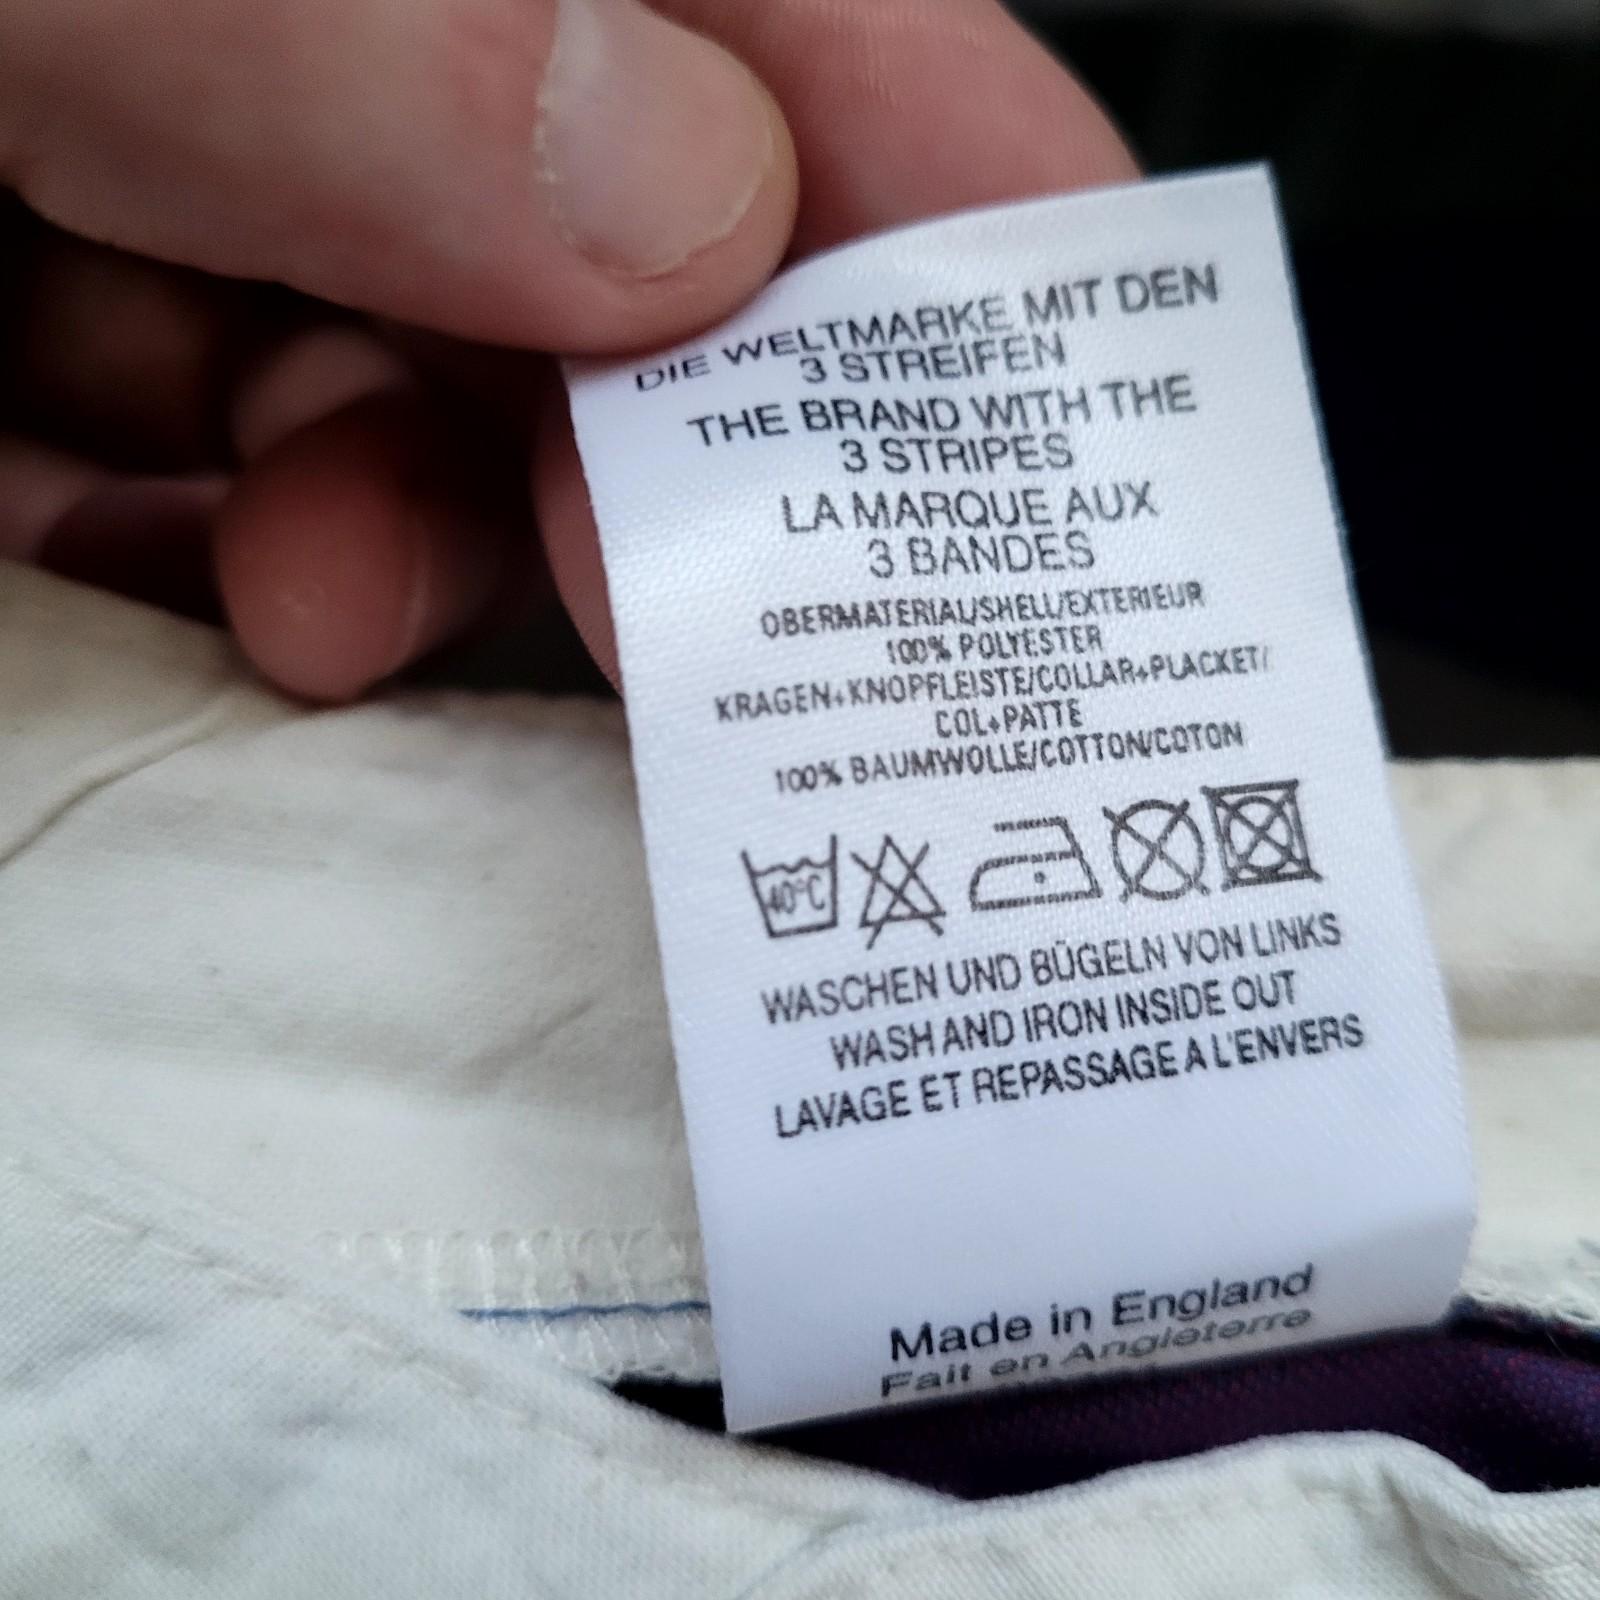 DIE WELTMARKE MIT DEN
3 STREIFEN
THE BRAND WITH THE
3 STRIPES
LA MARQUE AUX
3 BANDES
OBERMATERIAL/SHELL/EXTERIEUR
100% POLYESTER
KRAGEN+KNOPFLEISTE/COLLAR+PLACKET/
COL+PATTE
100% BAUMWOLLE/COTTON/COTON
40°C
WASCHEN UND BÜGELN VON LINKS
WASH AND IRON INSIDE OUT
LAVAGE ET REPASSAGE A L'ENVERS
Made in England
Fait en Angleterre